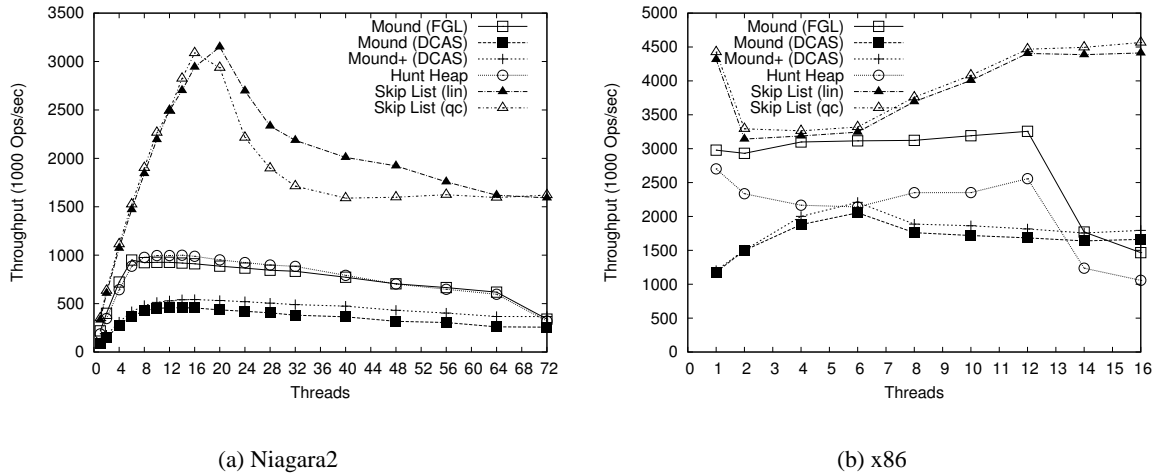 Throughput (1000 Ops/sec)
3500
3000
2500
2000
1500
1000
500
0
Mound (FGL)
Mound (DCAS)
Mound+ (DCAS)
Hunt Heap
Skip List (lin)
Skip List (qc)
0 4 8 12 16 20 24 28 32 36 40 44 48 52 56 60 64 68 72
Threads
(a) Niagara2
Throughput (1000 Ops/sec)
5000
4500
4000
3500
3000
2500
2000
1500
1000
500
0
Mound (FGL)
Mound (DCAS)
Mound+ (DCAS)
Hunt Heap
Skip List (lin)
Skip List (qc)
0 1 2 3 4 5 6 7 8 9 10 11 12 13 14 15 16
Threads
(b) x86